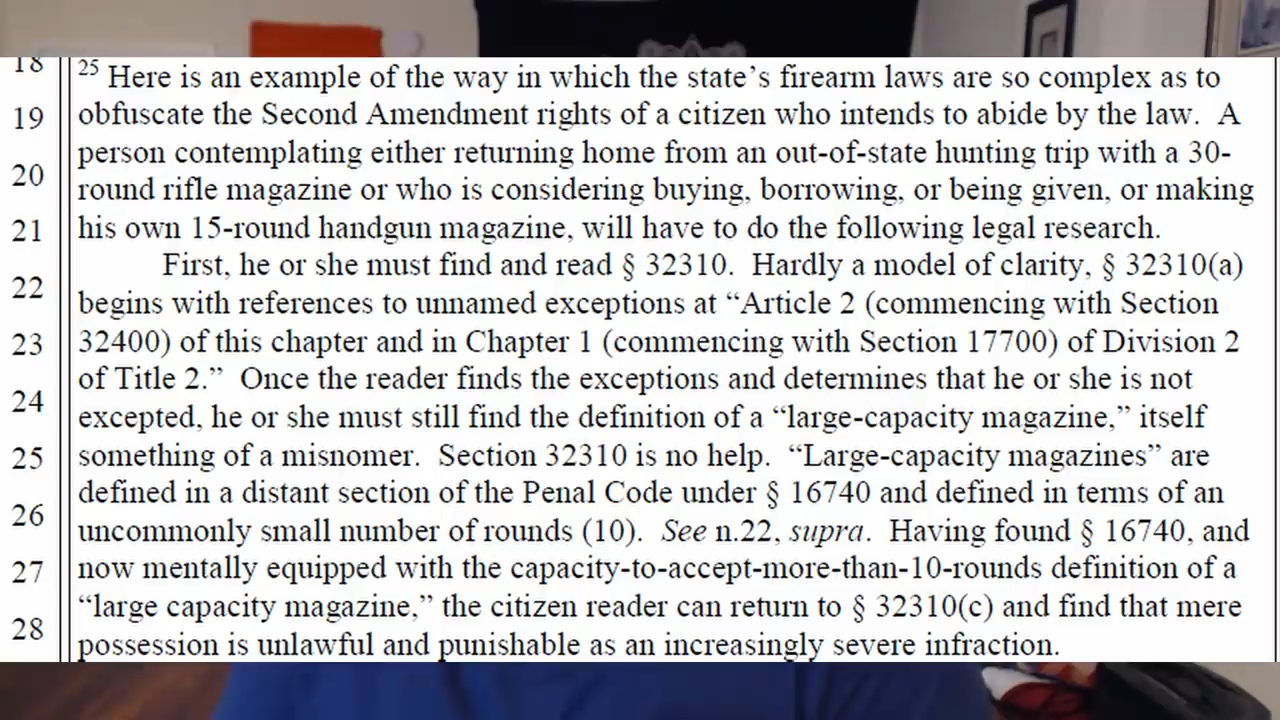 18 25 Here is an example of the way in which the state's firearm laws are so complex as to
19 obfuscate the Second Amendment rights of a citizen who intends to abide by the law. A
person contemplating either returning home from an out-of-state hunting trip with a 30-
20 round rifle magazine or who is considering buying, borrowing, or being given, or making
21 his own 15-round handgun magazine, will have to do the following legal research.
First, he or she must find and read § 32310. Hardly a model of clarity, § 32310(a)
22 begins with references to unnamed exceptions at “Article 2 (commencing with Section
23 32400) of this chapter and in Chapter 1 (commencing with Section 17700) of Division 2
of Title 2.” Once the reader finds the exceptions and determines that he or she is not
24 excepted, he or she must still find the definition of a “large-capacity magazine,” itself
25 something of a misnomer. Section 32310 is no help. “Large-capacity magazines” are
defined in a distant section of the Penal Code under § 16740 and defined in terms of an
26 uncommonly small number of rounds (10). See n.22, supra. Having found § 16740, and
27 now mentally equipped with the capacity-to-accept-more-than-10-rounds definition of a
“large capacity magazine,” the citizen reader can return to § 32310(c) and find that mere
28 possession is unlawful and punishable as an increasingly severe infraction.